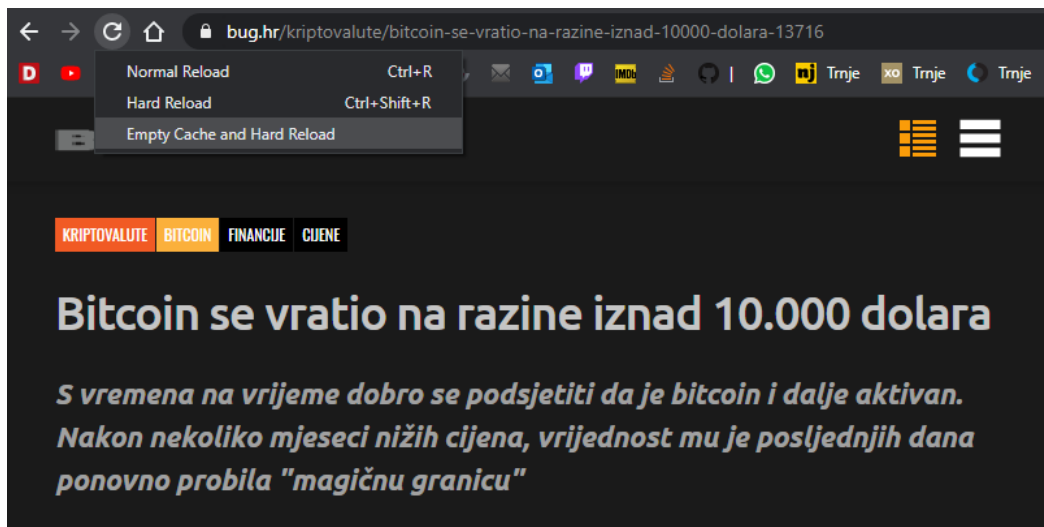 bug.hr/kriptovalute/bitcoin-se-vratio-na-razine-iznad-10000-dolara-13716
Normal Reload Ctrl+R
Hard Reload Ctrl+Shift+R
Empty Cache and Hard Reload
D
IMDb
|
nj Trnje
xo Trnje
Trnje
KRIPTOVALUTE BITCOIN FINANCIJE CIJENE
Bitcoin se vratio na razine iznad 10.000 dolara
S vremena na vrijeme dobro se podsjetiti da je bitcoin i dalje aktivan.
Nakon nekoliko mjeseci nižih cijena, vrijednost mu je posljednjih dana
ponovno probila "magičnu granicu"